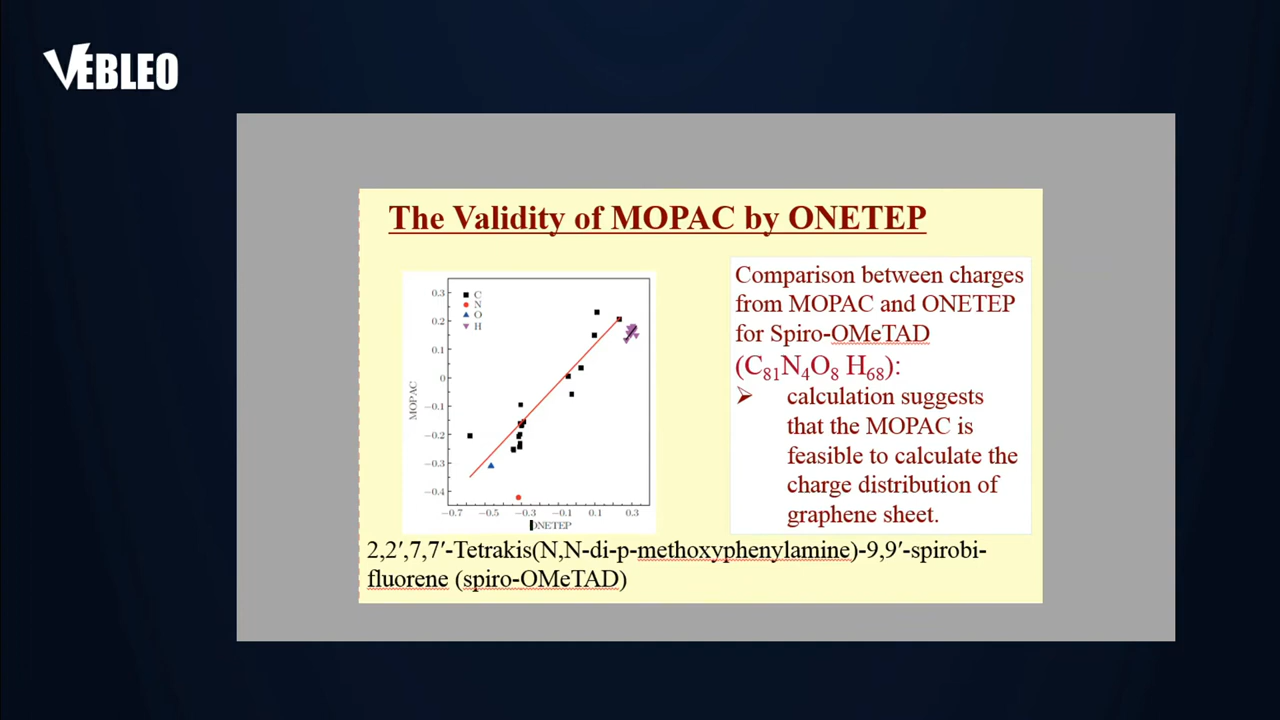 VEBLEO
The Validity of MOPAC by ONETEP
0.3
0.2
0.1
0
−0.1
−0.2
−0.3
−0.4
MOPAC
C
N
O
H
−0.7 −0.5 −0.3 −0.1 0.1 0.3
ONETEP
Comparison between charges
from MOPAC and ONETEP
for Spiro-OMeTAD
(C₈₁N₄O₈ H₆₈):
➢ calculation suggests
that the MOPAC is
feasible to calculate the
charge distribution of
graphene sheet.
2,2′,7,7′-Tetrakis(N,N-di-p-methoxyphenylamine)-9,9′-spirobi-
fluorene (spiro-OMeTAD)